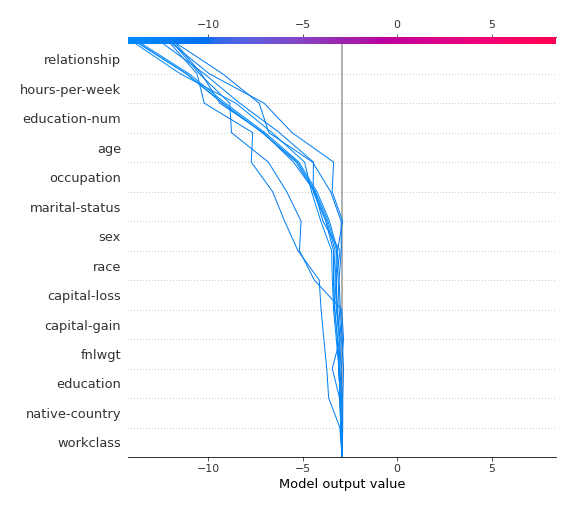 −10 −5 0 5
relationship
hours-per-week
education-num
age
occupation
marital-status
sex
race
capital-loss
capital-gain
fnlwgt
education
native-country
workclass
−10 −5 0 5
Model output value